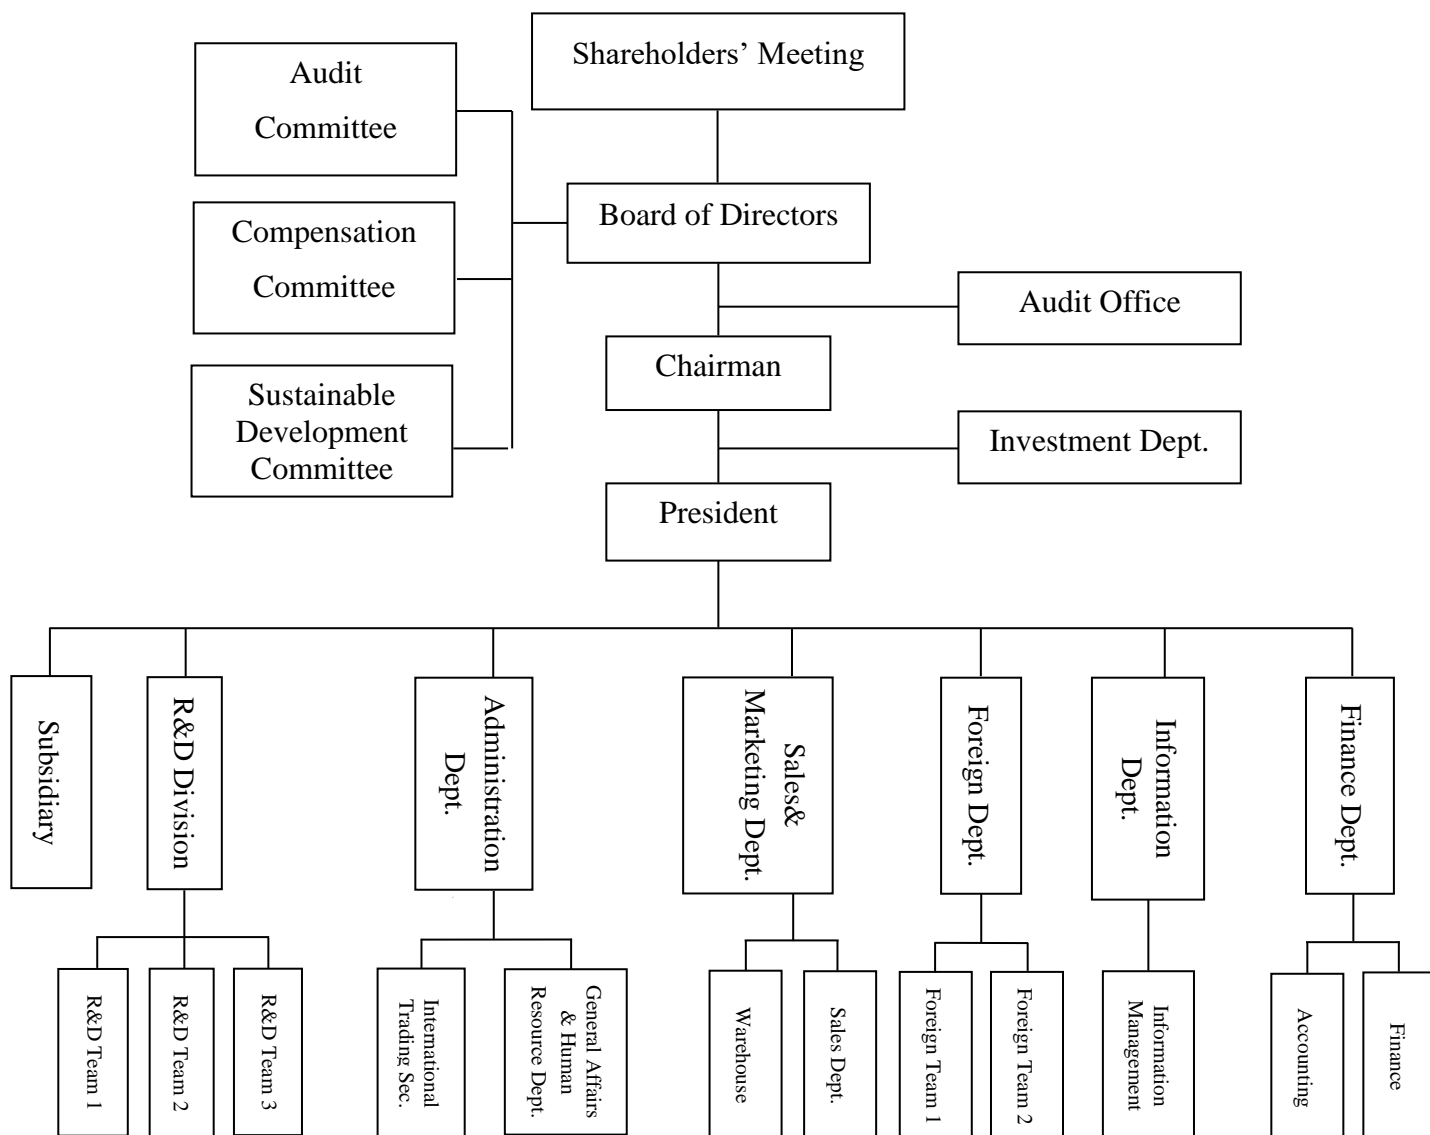 Shareholders’ Meeting
Audit
Committee
Board of Directors
Compensation
Committee
Audit Office
Chairman
Sustainable
Development
Committee
Investment Dept.
President
Subsidiary
R&D Division
Administration
Dept.
Sales&
Marketing Dept.
Foreign Dept.
Information
Dept.
Finance Dept.
R&D Team 1
R&D Team 2
R&D Team 3
International
Trading Sec.
General Affairs
& Human
Resource Dept.
Warehouse
Sales Dept.
Foreign Team 1
Foreign Team 2
Information
Management
Accounting
Finance